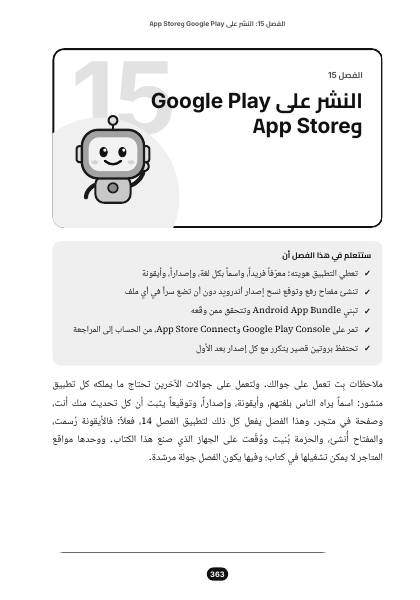 الفصل 15: النشر على Google Play وApp Store
15
الفصل 15
النشر على Google Play
وApp Store
ستتعلم في هذا الفصل أن
✓ تعطي التطبيق هويته: معرّفاً فريداً، واسماً بكل لغة، وإصداراً، وأيقونة
✓ تنشئ مفتاح رفع وتوقع نسخ إصدار أندرويد دون أن تضع سراً في أي ملف
✓ تبني Android App Bundle وتتحقق ممن وقّعه
✓ تمر على Google Play Console وApp Store Connect، من الحساب إلى المراجعة
✓ تحتفظ بروتين قصير يتكرر مع كل إصدار بعد الأول
ملاحظات بِت تعمل على جوالك. ولتعمل على جوالات الآخرين تحتاج ما يملكه كل تطبيق
منشور: اسماً يراه الناس بلغتهم، وأيقونة، وإصداراً، وتوقيعاً يثبت أن كل تحديث منك أنت،
وصفحة في متجر. وهذا الفصل يفعل كل ذلك لتطبيق الفصل 14، فعلاً: فالأيقونة رُسمت،
والمفتاح أُنشئ، والحزمة بُنيت ووُقّعت على الجهاز الذي صنع هذا الكتاب. ووحدها مواقع
المتاجر لا يمكن تشغيلها في كتاب؛ وفيها يكون الفصل جولة مرشدة.
363